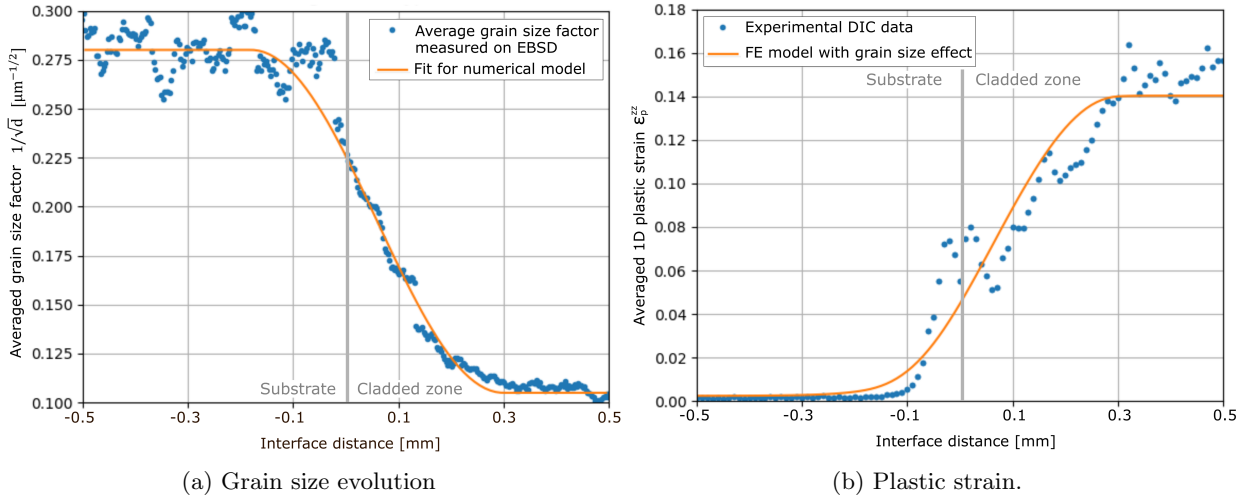 0.300
0.275
0.250
0.225
0.200
0.175
0.150
0.125
0.100
-0.5
-0.3
-0.1
0.1
0.3
0.5
Averaged grain size factor 1/√d [μm⁻¹ᐟ²]
Interface distance [mm]
Average grain size factor
measured on EBSD
Fit for numerical model
Substrate
Cladded zone
(a) Grain size evolution
0.18
0.16
0.14
0.12
0.10
0.08
0.06
0.04
0.02
0.00
-0.5
-0.3
-0.1
0.1
0.3
0.5
Averaged 1D plastic strain ε_p^zz
Interface distance [mm]
Experimental DIC data
FE model with grain size effect
Substrate
Cladded zone
(b) Plastic strain.